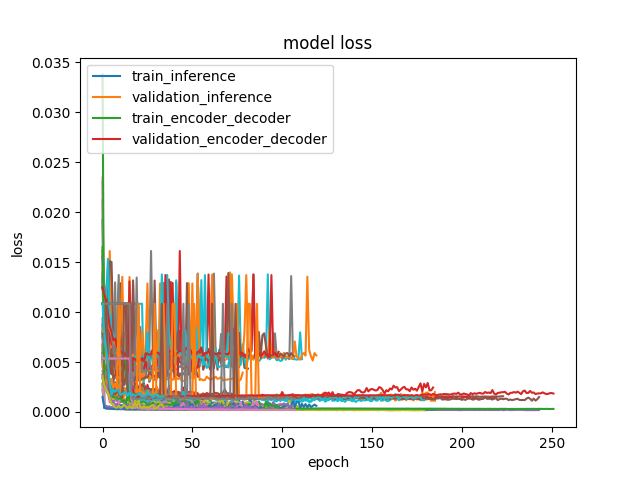 model loss
train_inference
validation_inference
train_encoder_decoder
validation_encoder_decoder
loss
0.035
0.030
0.025
0.020
0.015
0.010
0.005
0.000
0 50 100 150 200 250
epoch